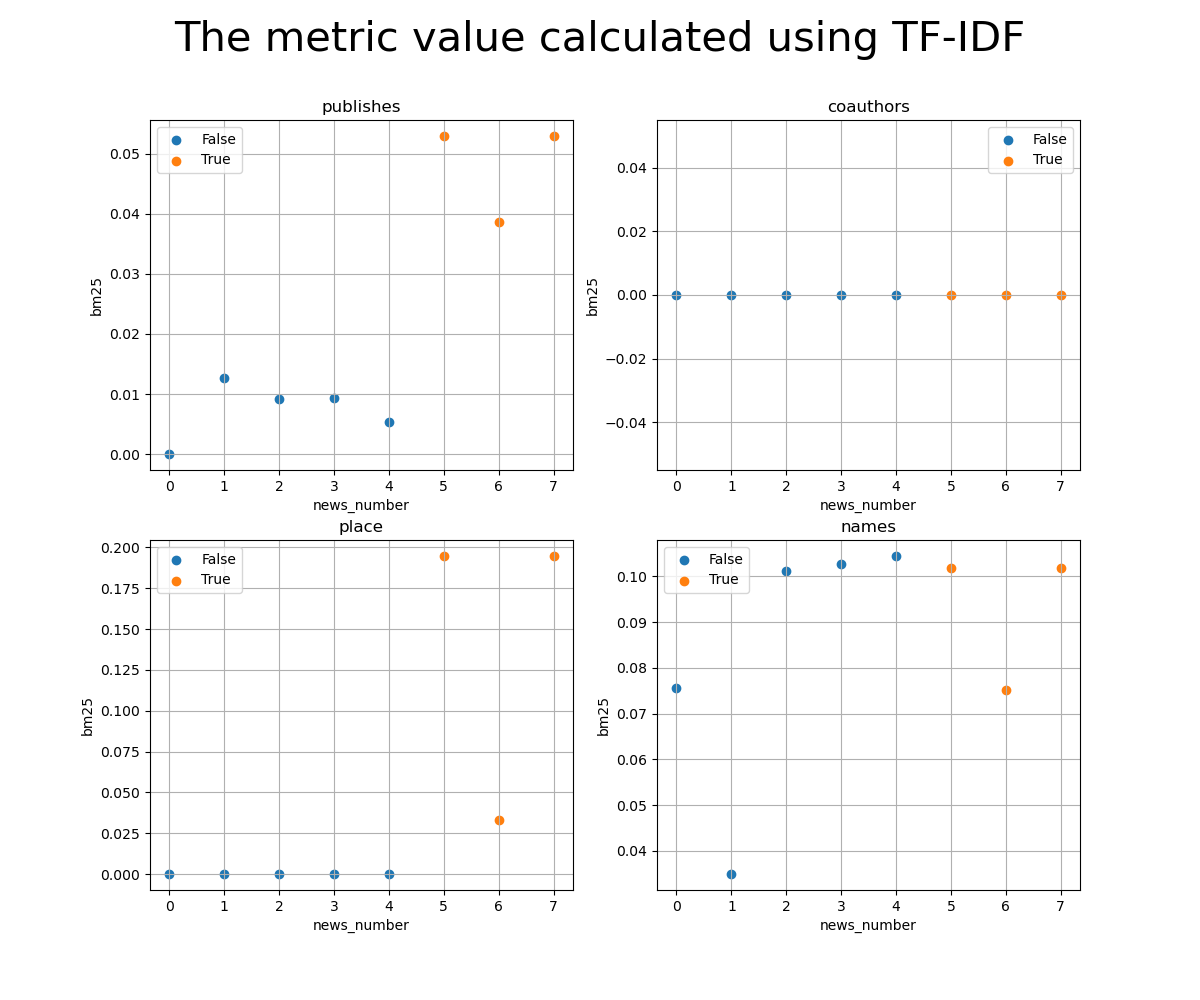 The metric value calculated using TF-IDF
publishes
False
True
0.05
0.04
0.03
0.02
0.01
0.00
bm25
0 1 2 3 4 5 6 7
news_number
coauthors
False
True
0.04
0.02
0.00
−0.02
−0.04
bm25
0 1 2 3 4 5 6 7
news_number
place
False
True
0.200
0.175
0.150
0.125
0.100
0.075
0.050
0.025
0.000
bm25
0 1 2 3 4 5 6 7
news_number
names
False
True
0.10
0.09
0.08
0.07
0.06
0.05
0.04
bm25
0 1 2 3 4 5 6 7
news_number